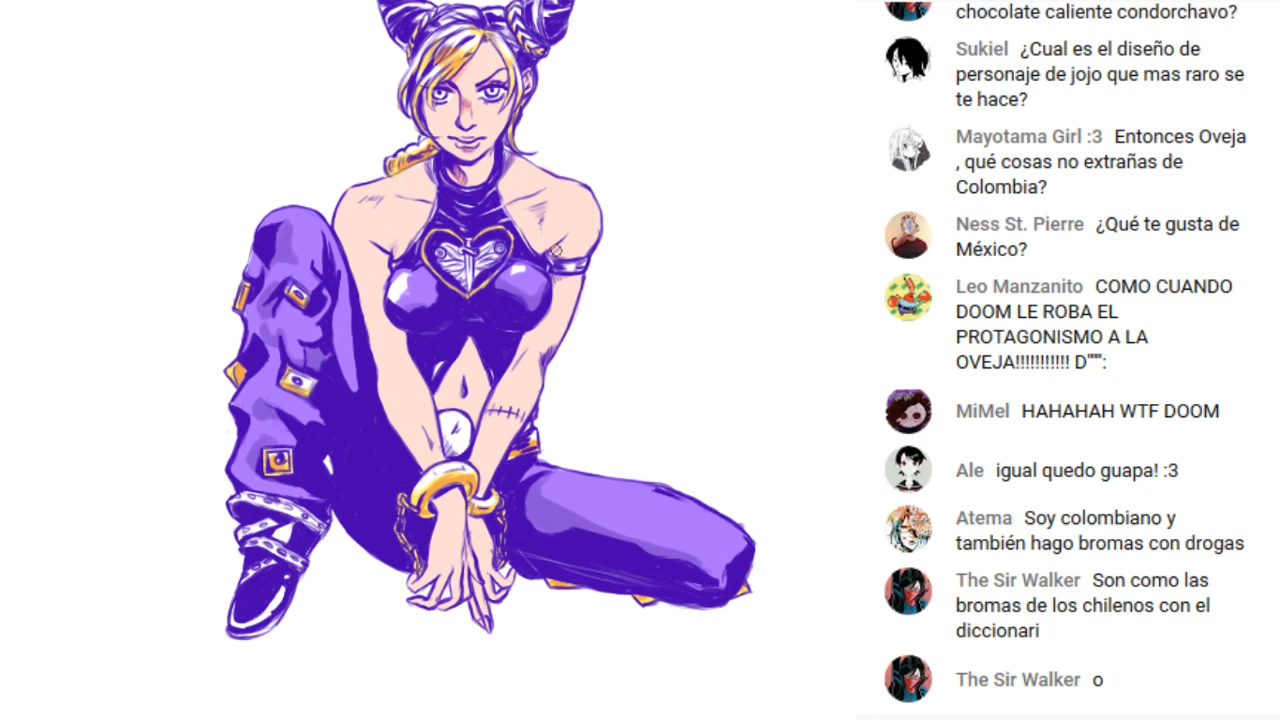 chocolate caliente condorchavo?
Sukiel ¿Cual es el diseño de
personaje de jojo que mas raro se
te hace?
Mayotama Girl :3 Entonces Oveja
, qué cosas no extrañas de
Colombia?
Ness St. Pierre ¿Qué te gusta de
México?
Leo Manzanito COMO CUANDO
DOOM LE ROBA EL
PROTAGONISMO A LA
OVEJA!!!!!!!!!!! D"'":
MiMel HAHAHAH WTF DOOM
Ale igual quedo guapa! :3
Atema Soy colombiano y
también hago bromas con drogas
The Sir Walker Son como las
bromas de los chilenos con el
diccionari
The Sir Walker o